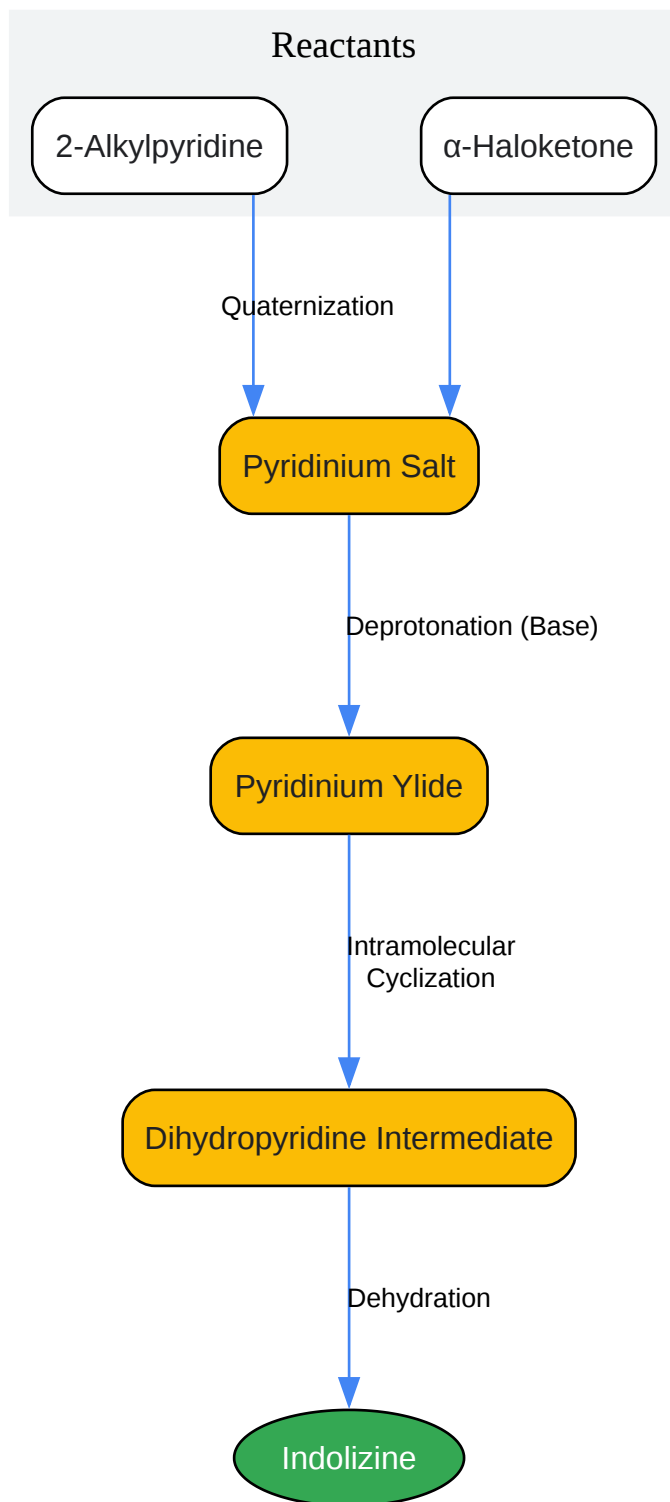 Reactants
2-Alkylpyridine
α-Haloketone
Quaternization
Pyridinium Salt
Deprotonation (Base)
Pyridinium Ylide
Intramolecular
Cyclization
Dihydropyridine Intermediate
Dehydration
Indolizine